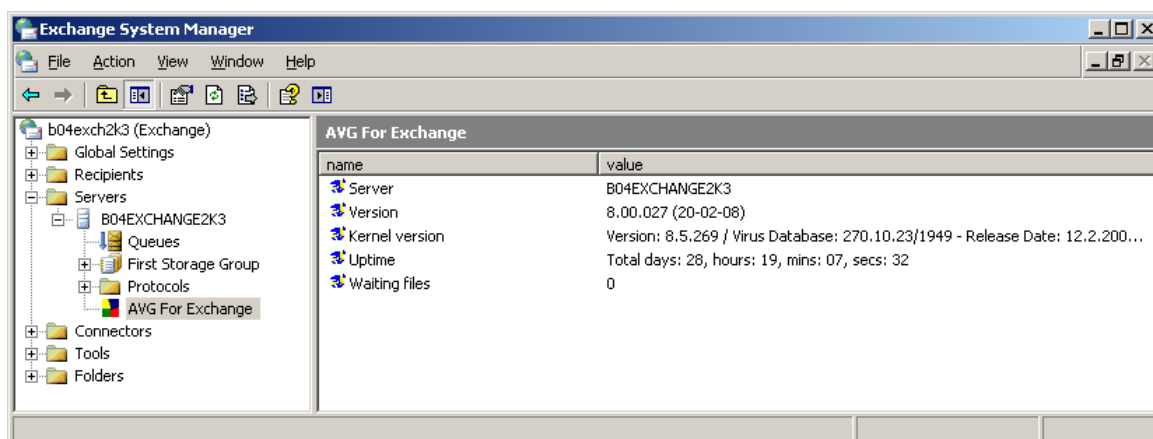 Exchange System Manager
File Action View Window Help
b04exch2k3 (Exchange)
Global Settings
Recipients
Servers
B04EXCHANGE2K3
Queues
First Storage Group
Protocols
AVG For Exchange
Connectors
Tools
Folders
AVG For Exchange
name value
Server B04EXCHANGE2K3
Version 8.00.027 (20-02-08)
Kernel version Version: 8.5.269 / Virus Database: 270.10.23/1949 - Release Date: 12.2.200...
Uptime Total days: 28, hours: 19, mins: 07, secs: 32
Waiting files 0